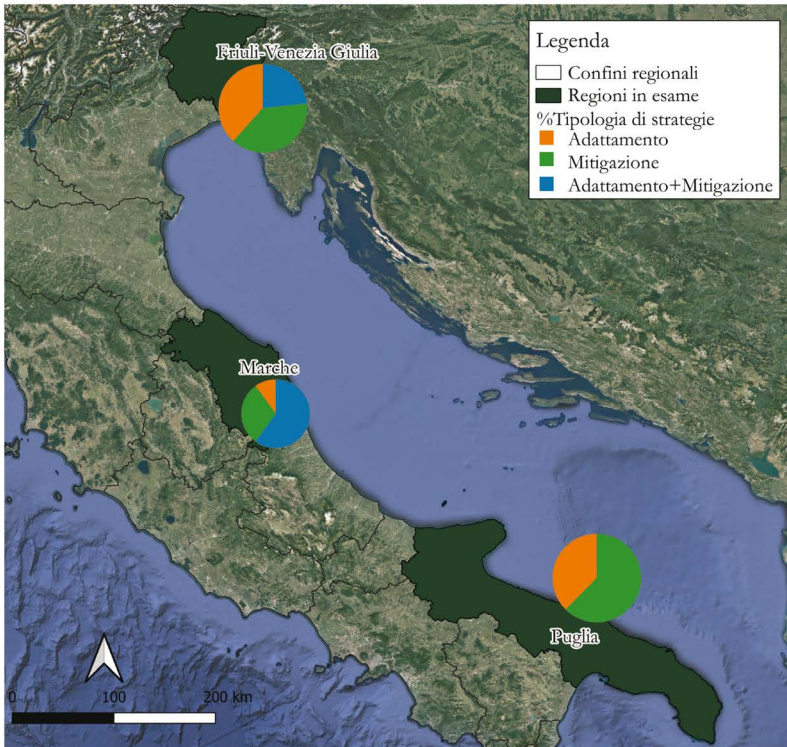 Friuli-Venezia Giulia
Legenda
Confini regionali
Regioni in esame
%Tipologia di strategie
Adattamento
Mitigazione
Adattamento+Mitigazione
Marche
Puglia
0 100 200 km